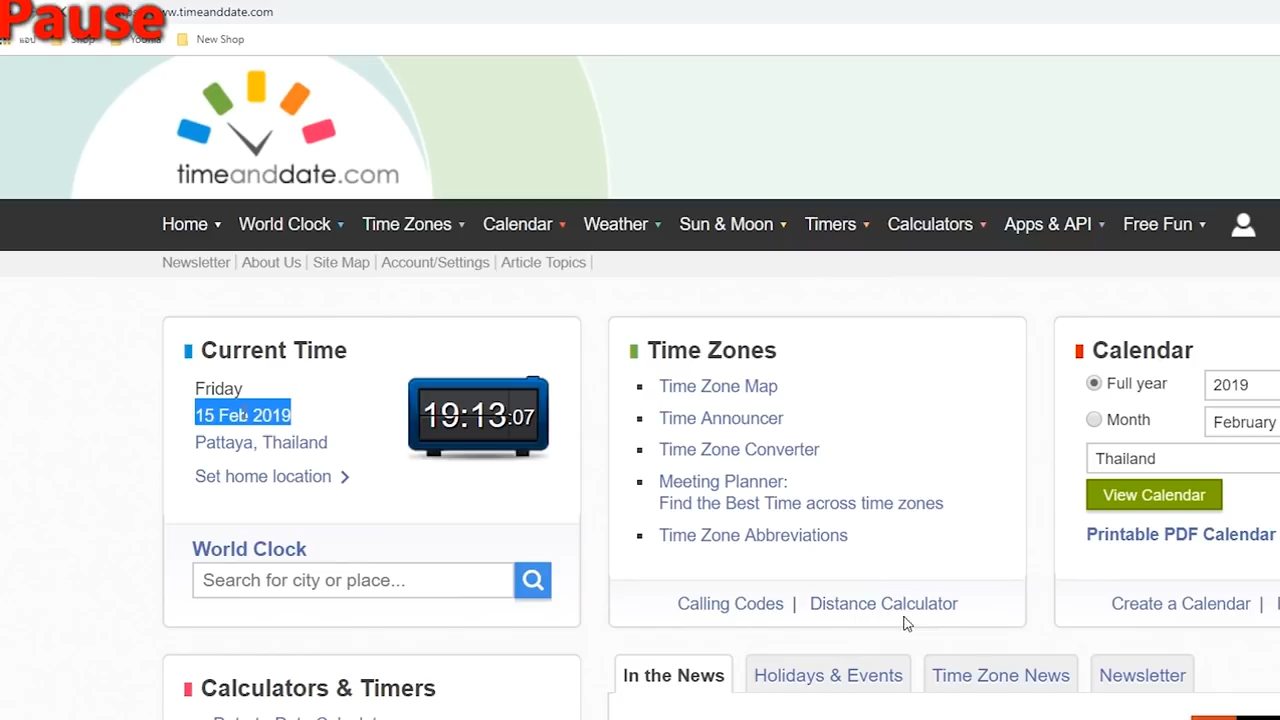 Pause
www.timeanddate.com
แอป Shop Youma New Shop
timeanddate.com
Home World Clock Time Zones Calendar Weather Sun & Moon Timers Calculators Apps & API Free Fun
Newsletter | About Us | Site Map | Account/Settings | Article Topics |
Current Time
Friday
15 Feb 2019
Pattaya, Thailand
Set home location
19:13:07
World Clock
Search for city or place...
Time Zones
Time Zone Map
Time Announcer
Time Zone Converter
Meeting Planner:
Find the Best Time across time zones
Time Zone Abbreviations
Calling Codes | Distance Calculator
Calendar
Full year 2019
Month February
Thailand
View Calendar
Printable PDF Calendar
Create a Calendar |
Calculators & Timers
In the News Holidays & Events Time Zone News Newsletter